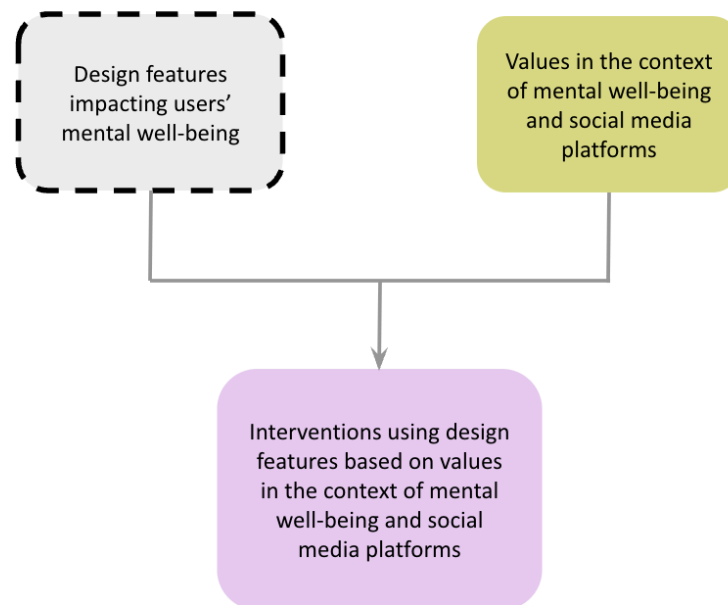 Design features
impacting users’
mental well-being
Values in the context
of mental well-being
and social media
platforms
Interventions using design
features based on values
in the context of mental
well-being and social
media platforms